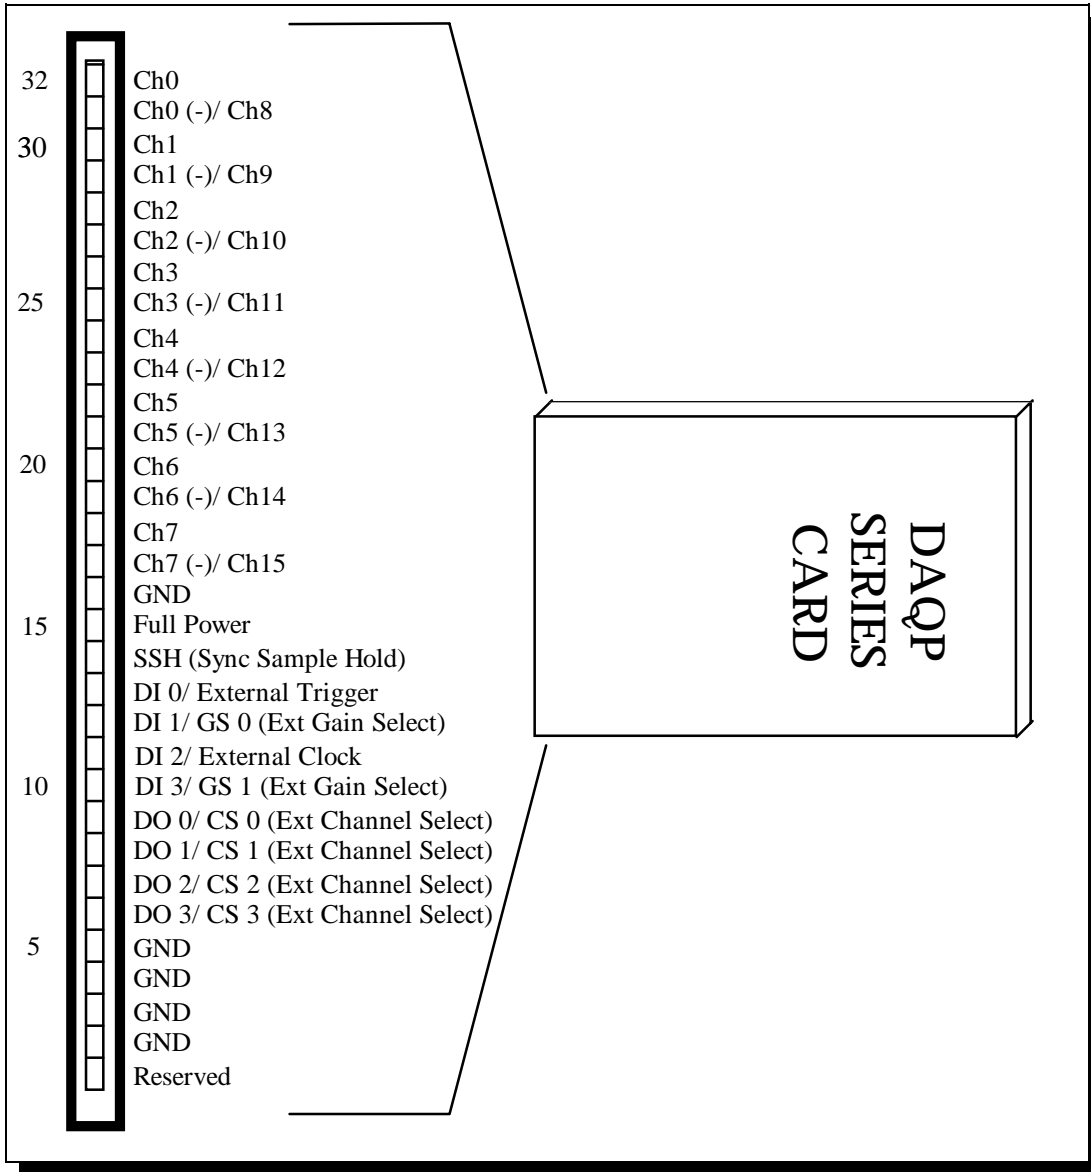 32 Ch0
Ch0 (-)/ Ch8
30 Ch1
Ch1 (-)/ Ch9
Ch2
Ch2 (-)/ Ch10
Ch3
25 Ch3 (-)/ Ch11
Ch4
Ch4 (-)/ Ch12
Ch5
Ch5 (-)/ Ch13
20 Ch6
Ch6 (-)/ Ch14
Ch7
Ch7 (-)/ Ch15
GND
15 Full Power
SSH (Sync Sample Hold)
DI 0/ External Trigger
DI 1/ GS 0 (Ext Gain Select)
DI 2/ External Clock
10 DI 3/ GS 1 (Ext Gain Select)
DO 0/ CS 0 (Ext Channel Select)
DO 1/ CS 1 (Ext Channel Select)
DO 2/ CS 2 (Ext Channel Select)
DO 3/ CS 3 (Ext Channel Select)
5 GND
GND
GND
GND
Reserved
DAQP
SERIES
CARD